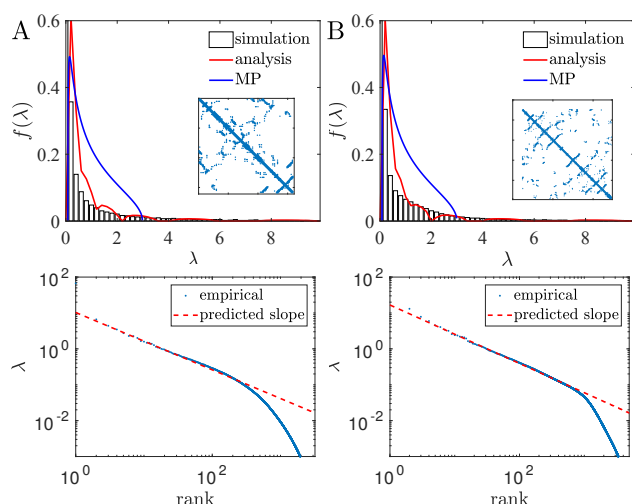 A
B
0.6
0.4
0.2
0
f(λ)
0 2 4 6 8
λ
simulation
analysis
MP
0.6
0.4
0.2
0
f(λ)
0 2 4 6 8
λ
simulation
analysis
MP
10^2
10^0
10^-2
λ
10^0 10^2
rank
empirical
predicted slope
10^2
10^0
10^-2
λ
10^0 10^2
rank
empirical
predicted slope